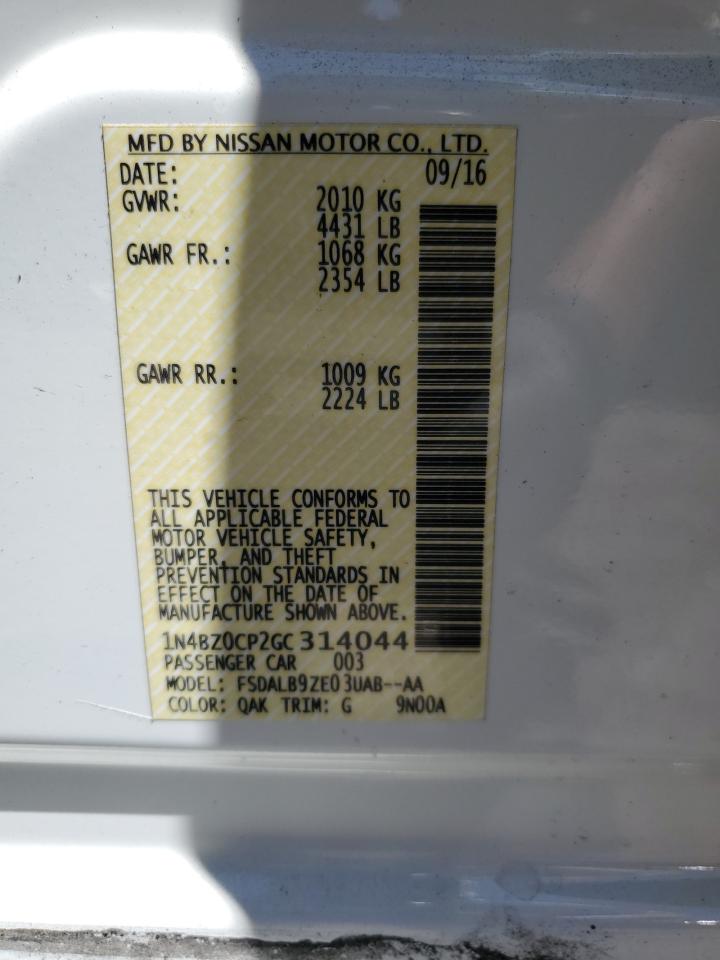 MFD BY NISSAN MOTOR CO., LTD.
DATE: 09/16
GVWR: 2010 KG
4431 LB
GAWR FR.: 1068 KG
2354 LB
GAWR RR.: 1009 KG
2224 LB
THIS VEHICLE CONFORMS TO
ALL APPLICABLE FEDERAL
MOTOR VEHICLE SAFETY,
BUMPER, AND THEFT
PREVENTION STANDARDS IN
EFFECT ON THE DATE OF
MANUFACTURE SHOWN ABOVE.
1N4BZ0CP2GC314044
PASSENGER CAR 003
MODEL: FSDALB9ZE03UAB--AA
COLOR: QAK TRIM: G 9N00A